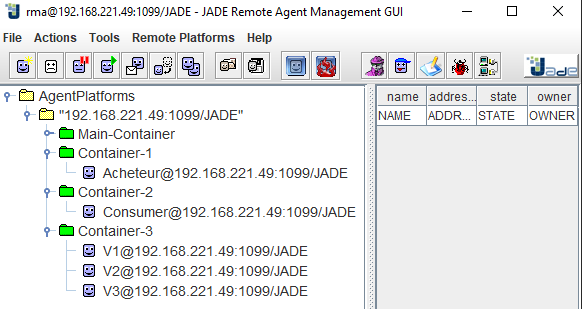 rma@192.168.221.49:1099/JADE - JADE Remote Agent Management GUI
File Actions Tools Remote Platforms Help
Jade
AgentPlatforms
"192.168.221.49:1099/JADE"
Main-Container
Container-1
Acheteur@192.168.221.49:1099/JADE
Container-2
Consumer@192.168.221.49:1099/JADE
Container-3
V1@192.168.221.49:1099/JADE
V2@192.168.221.49:1099/JADE
V3@192.168.221.49:1099/JADE
name addres... state owner
NAME ADDR... STATE OWNER